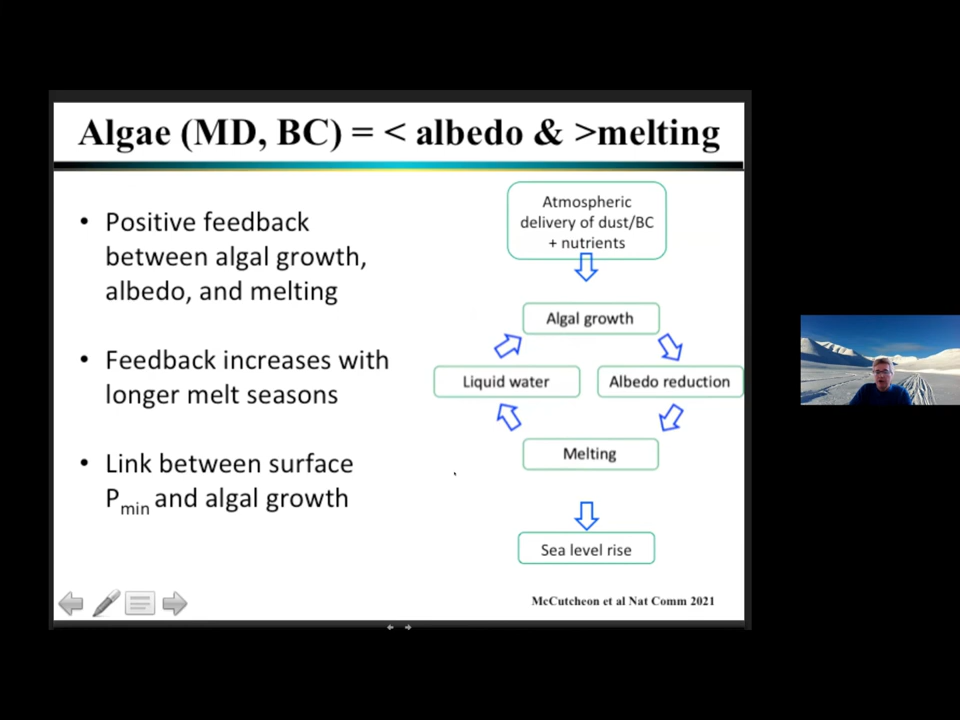 Algae (MD, BC) = < albedo & >melting
• Positive feedback
between algal growth,
albedo, and melting
• Feedback increases with
longer melt seasons
• Link between surface
Pmin and algal growth
Atmospheric
delivery of dust/BC
+ nutrients
Algal growth
Liquid water
Albedo reduction
Melting
Sea level rise
McCutcheon et al Nat Comm 2021